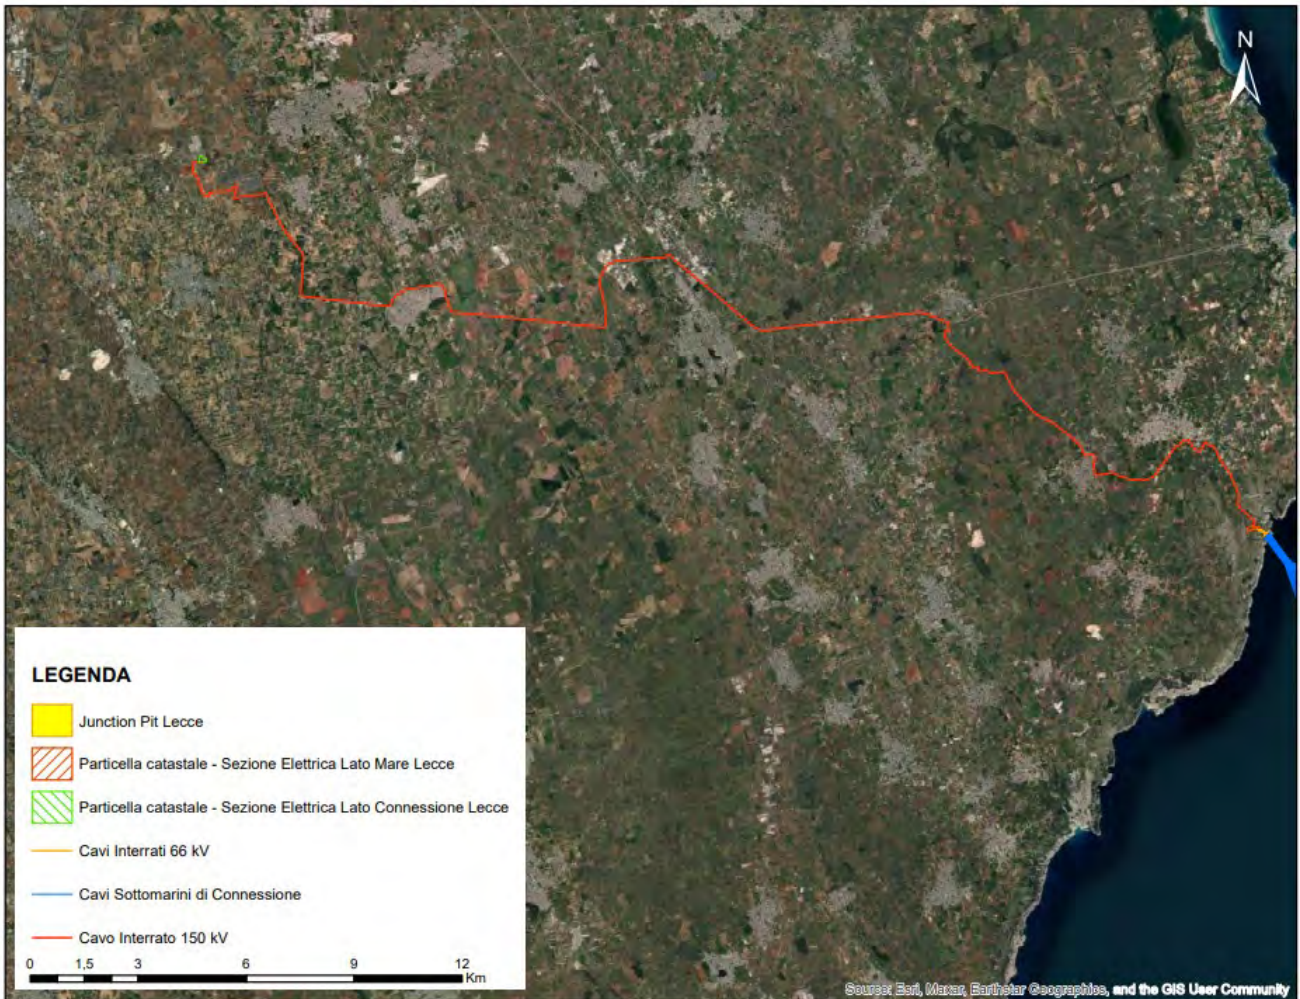 N
LEGENDA
Junction Pit Lecce
Particella catastale - Sezione Elettrica Lato Mare Lecce
Particella catastale - Sezione Elettrica Lato Connessione Lecce
Cavi Interrati 66 kV
Cavi Sottomarini di Connessione
Cavo Interrato 150 kV
0 1,5 3 6 9 12
Km
Source: Esri, Maxar, Earthstar Geographics, and the GIS User Community